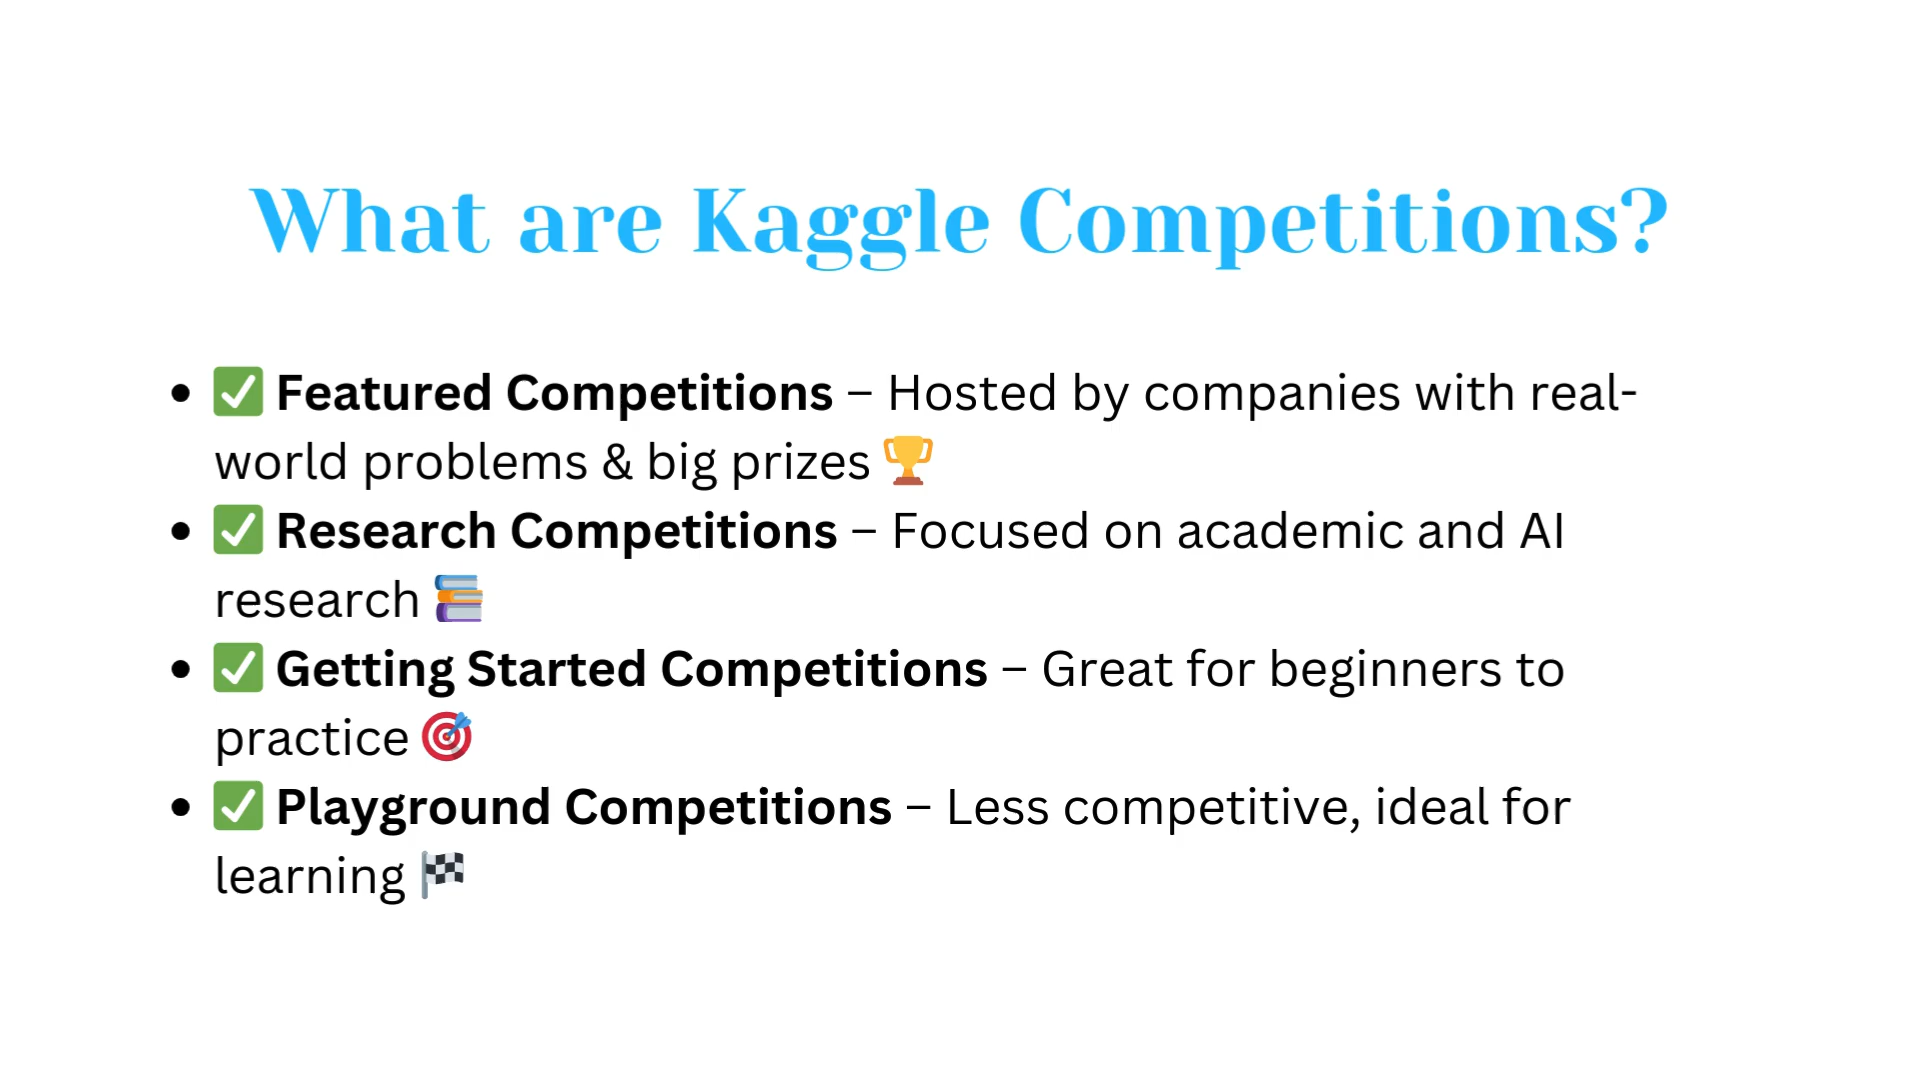 What are Kaggle Competitions?
• ✅ Featured Competitions – Hosted by companies with real-
world problems & big prizes 🏆
• ✅ Research Competitions – Focused on academic and AI
research 📚
• ✅ Getting Started Competitions – Great for beginners to
practice 🎯
• ✅ Playground Competitions – Less competitive, ideal for
learning 🏁